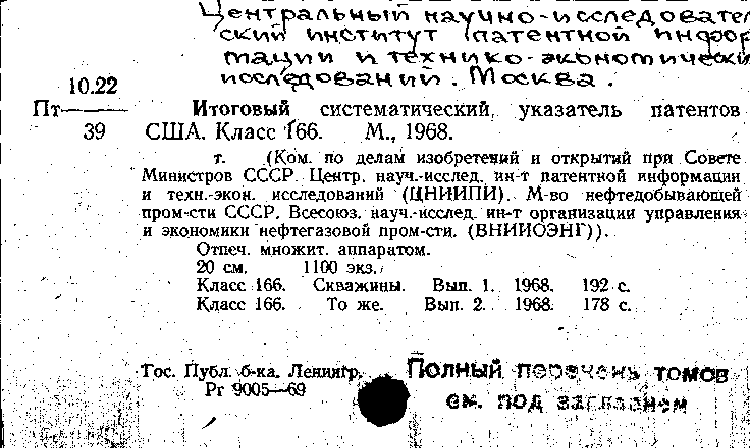 Центральный научно-исследовател
ский институт патентной инфор
мации и технико-экономически
исследований. Москва.
10.22
Пт
39
Итоговый систематический указатель патентов
США. Класс 166. М., 1968.
т. (Ком. по делам изобретений и открытий при Совете
Министров СССР. Центр. науч.-исслед. ин-т патентной информации
и техн.-экон. исследований (ЦНИИПИ). М-во нефтедобывающей
пром-сти СССР. Всесоюз. науч.-исслед. ин-т организации управления
и экономики нефтегазовой пром-сти. (ВНИИОЭНГ)).
Отпеч. множит. аппаратом.
20 см. 1100 экз.
Класс 166. Скважины. Вып. 1. 1968. 192 с.
Класс 166. То же. Вып. 2. 1968. 178 с.
Гос. Публ. б-ка. Ленингр.
Рг 9005—69
Полный перечень томов
см. под заглавием